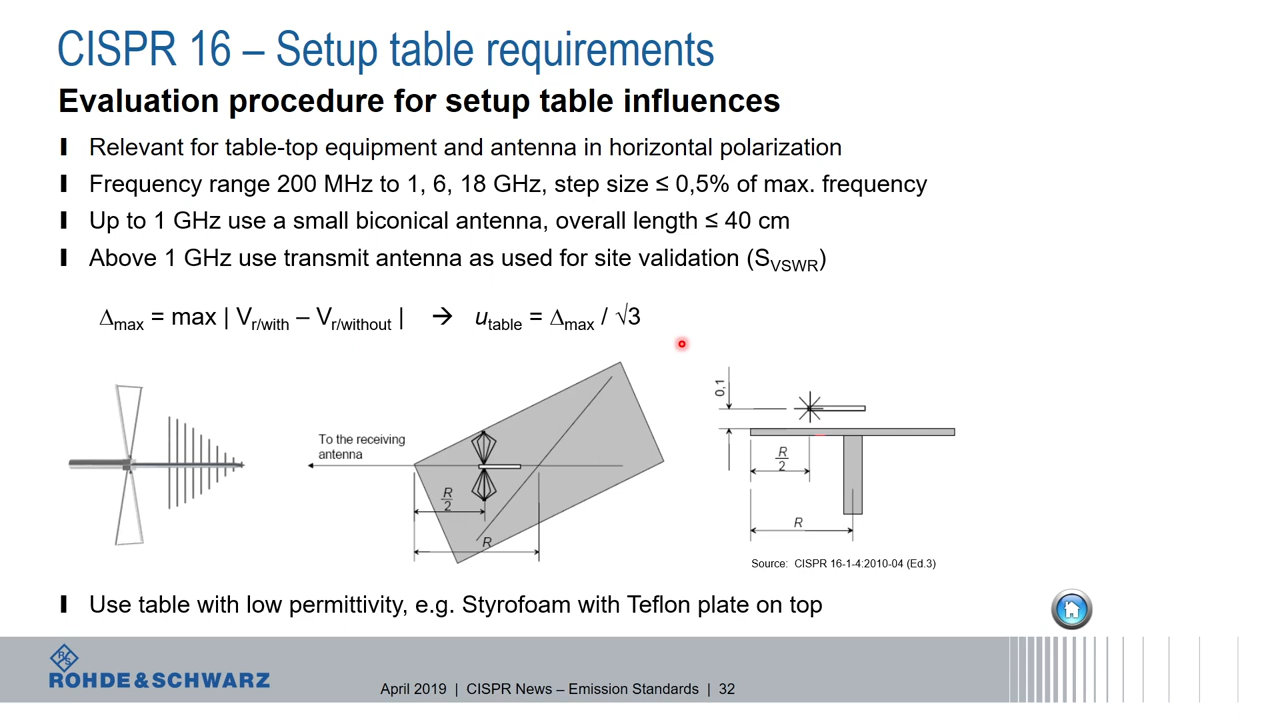 CISPR 16 – Setup table requirements
Evaluation procedure for setup table influences
Relevant for table-top equipment and antenna in horizontal polarization
Frequency range 200 MHz to 1, 6, 18 GHz, step size ≤ 0,5% of max. frequency
Up to 1 GHz use a small biconical antenna, overall length ≤ 40 cm
Above 1 GHz use transmit antenna as used for site validation (SVSWR)
Δmax = max | Vr/with – Vr/without | → utable = Δmax / √3
To the receiving
antenna
R
2
R
0,1
R
2
R
Source: CISPR 16-1-4:2010-04 (Ed.3)
Use table with low permittivity, e.g. Styrofoam with Teflon plate on top
R S
ROHDE & SCHWARZ
April 2019 | CISPR News – Emission Standards | 32